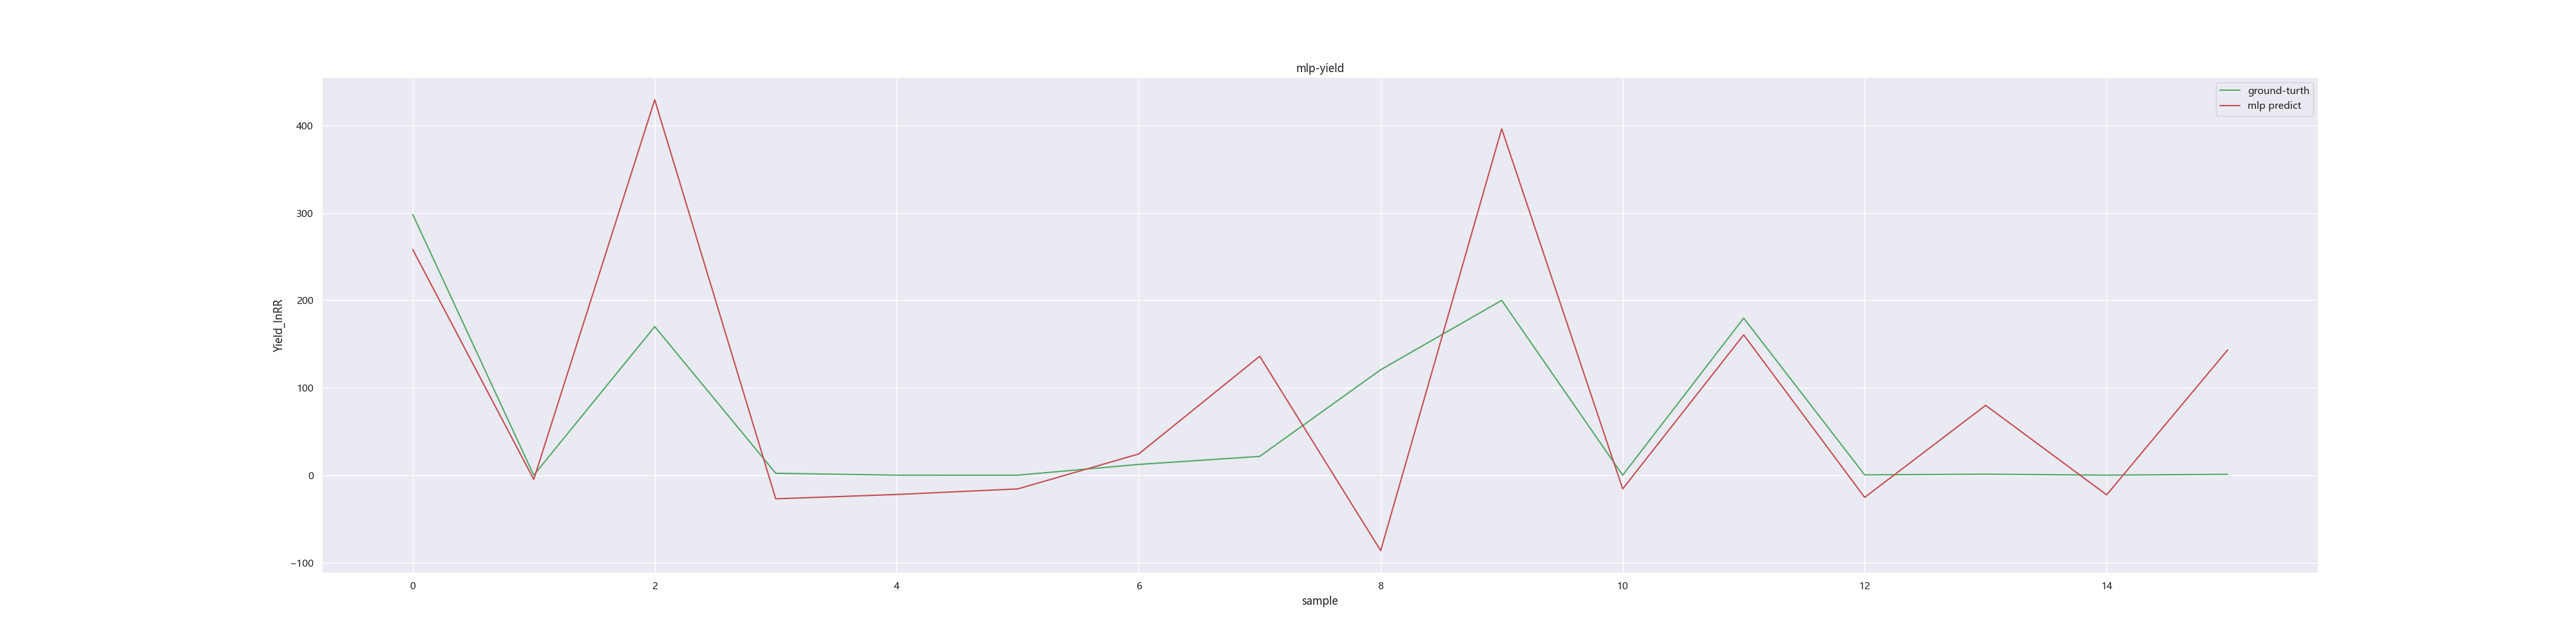 mlp-yield
ground-turth
mlp predict
400
300
200
100
0
−100
Yield_lnRR
0 2 4 6 8 10 12 14
sample